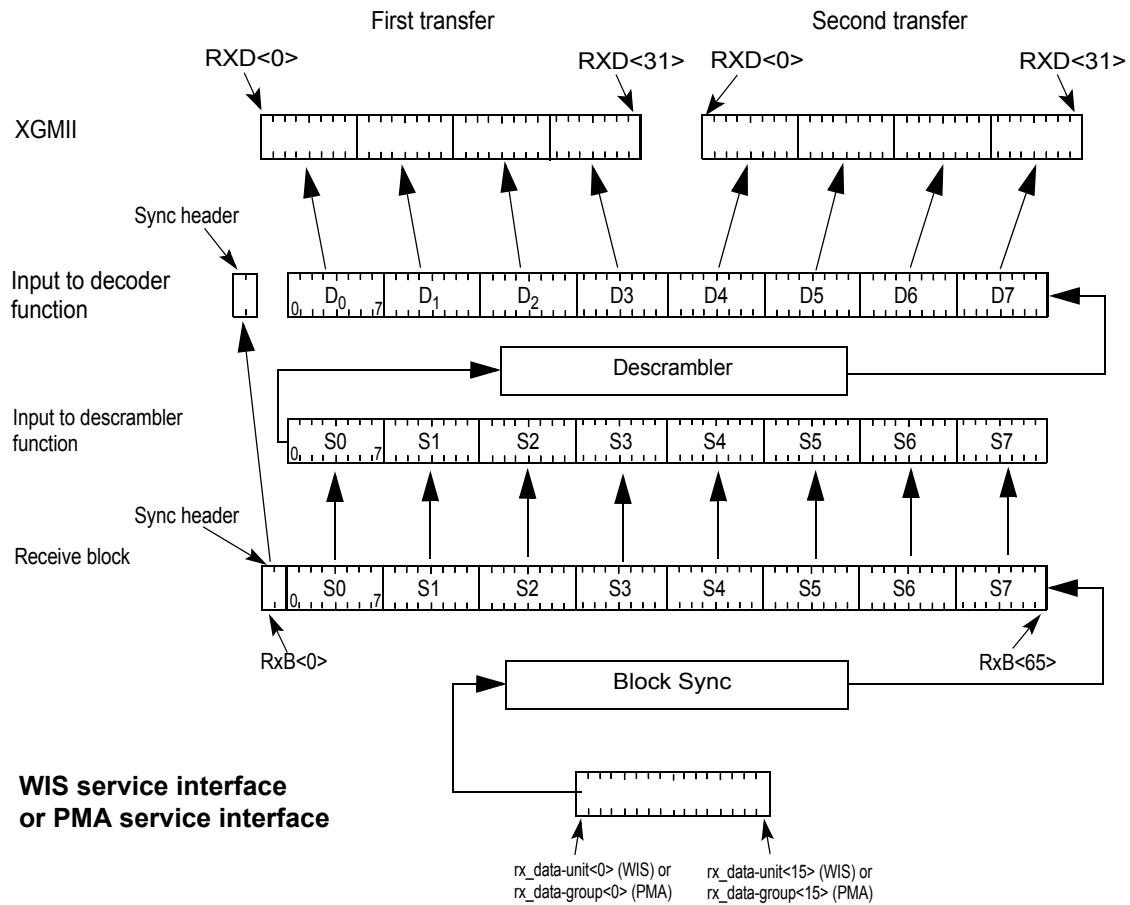 First transfer
Second transfer
RXD<0>
RXD<31>
RXD<0>
RXD<31>
XGMII
Sync header
Input to decoder
function
0 D0 7 D1 D2 D3 D4 D5 D6 D7
Descrambler
Input to descrambler
function
0 S0 7 S1 S2 S3 S4 S5 S6 S7
Sync header
Receive block
0 S0 7 S1 S2 S3 S4 S5 S6 S7
RxB<0>
RxB<65>
Block Sync
WIS service interface
or PMA service interface
rx_data-unit<0> (WIS) or
rx_data-group<0> (PMA)
rx_data-unit<15> (WIS) or
rx_data-group<15> (PMA)